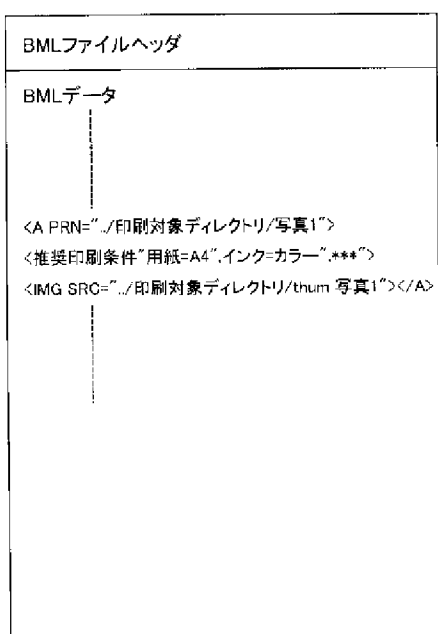 BMLファイルヘッダ
BMLデータ
<A PRN="../印刷対象ディレクトリ/写真1">
<推奨印刷条件"用紙=A4",インク=カラー",***">
<IMG SRC="../印刷対象ディレクトリ/thum 写真1"></A>